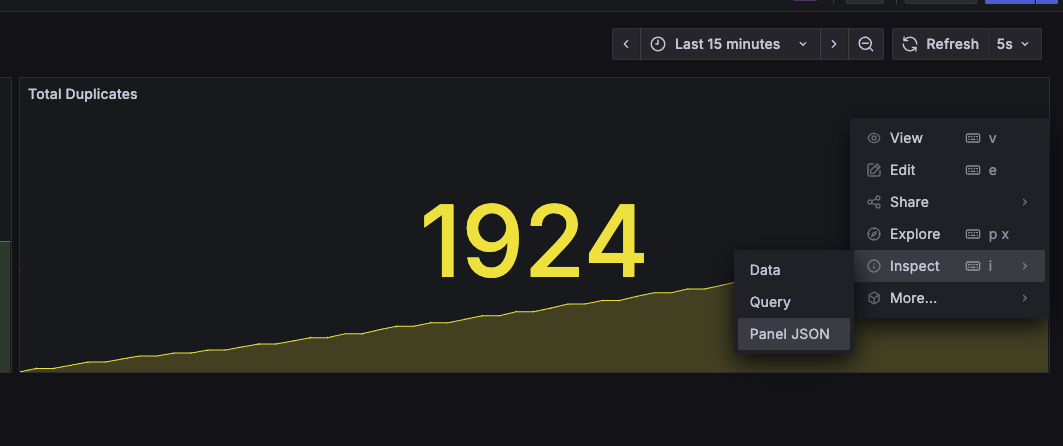 Last 15 minutes
Refresh 5s
Total Duplicates
1924
View v
Edit e
Share
Explore p x
Inspect i
More...
Data
Query
Panel JSON